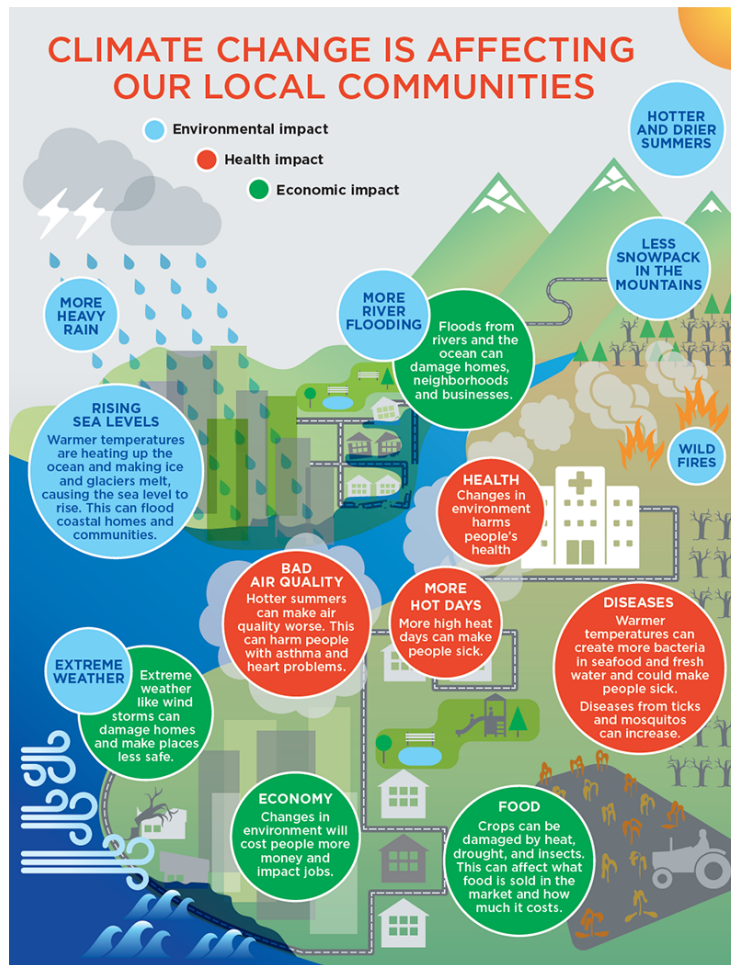 CLIMATE CHANGE IS AFFECTING
OUR LOCAL COMMUNITIES
Environmental impact
Health impact
Economic impact
HOTTER
AND DRIER
SUMMERS
LESS
SNOWPACK
IN THE
MOUNTAINS
MORE
HEAVY
RAIN
MORE
RIVER
FLOODING
Floods from
rivers and the
ocean can
damage homes,
neighborhoods
and businesses.
RISING
SEA LEVELS
Warmer temperatures
are heating up the
ocean and making ice
and glaciers melt,
causing the sea level to
rise. This can flood
coastal homes and
communities.
WILD
FIRES
HEALTH
Changes in
environment
harms
people's
health
BAD
AIR QUALITY
Hotter summers
can make air
quality worse. This
can harm people
with asthma and
heart problems.
MORE
HOT DAYS
More high heat
days can make
people sick.
DISEASES
Warmer
temperatures can
create more bacteria
in seafood and fresh
water and could make
people sick.
Diseases from ticks
and mosquitos
can increase.
EXTREME
WEATHER
Extreme
weather
like wind
storms can
damage homes
and make places
less safe.
ECONOMY
Changes in
environment will
cost people more
money and
impact jobs.
FOOD
Crops can be
damaged by heat,
drought, and insects.
This can affect what
food is sold in the
market and how
much it costs.